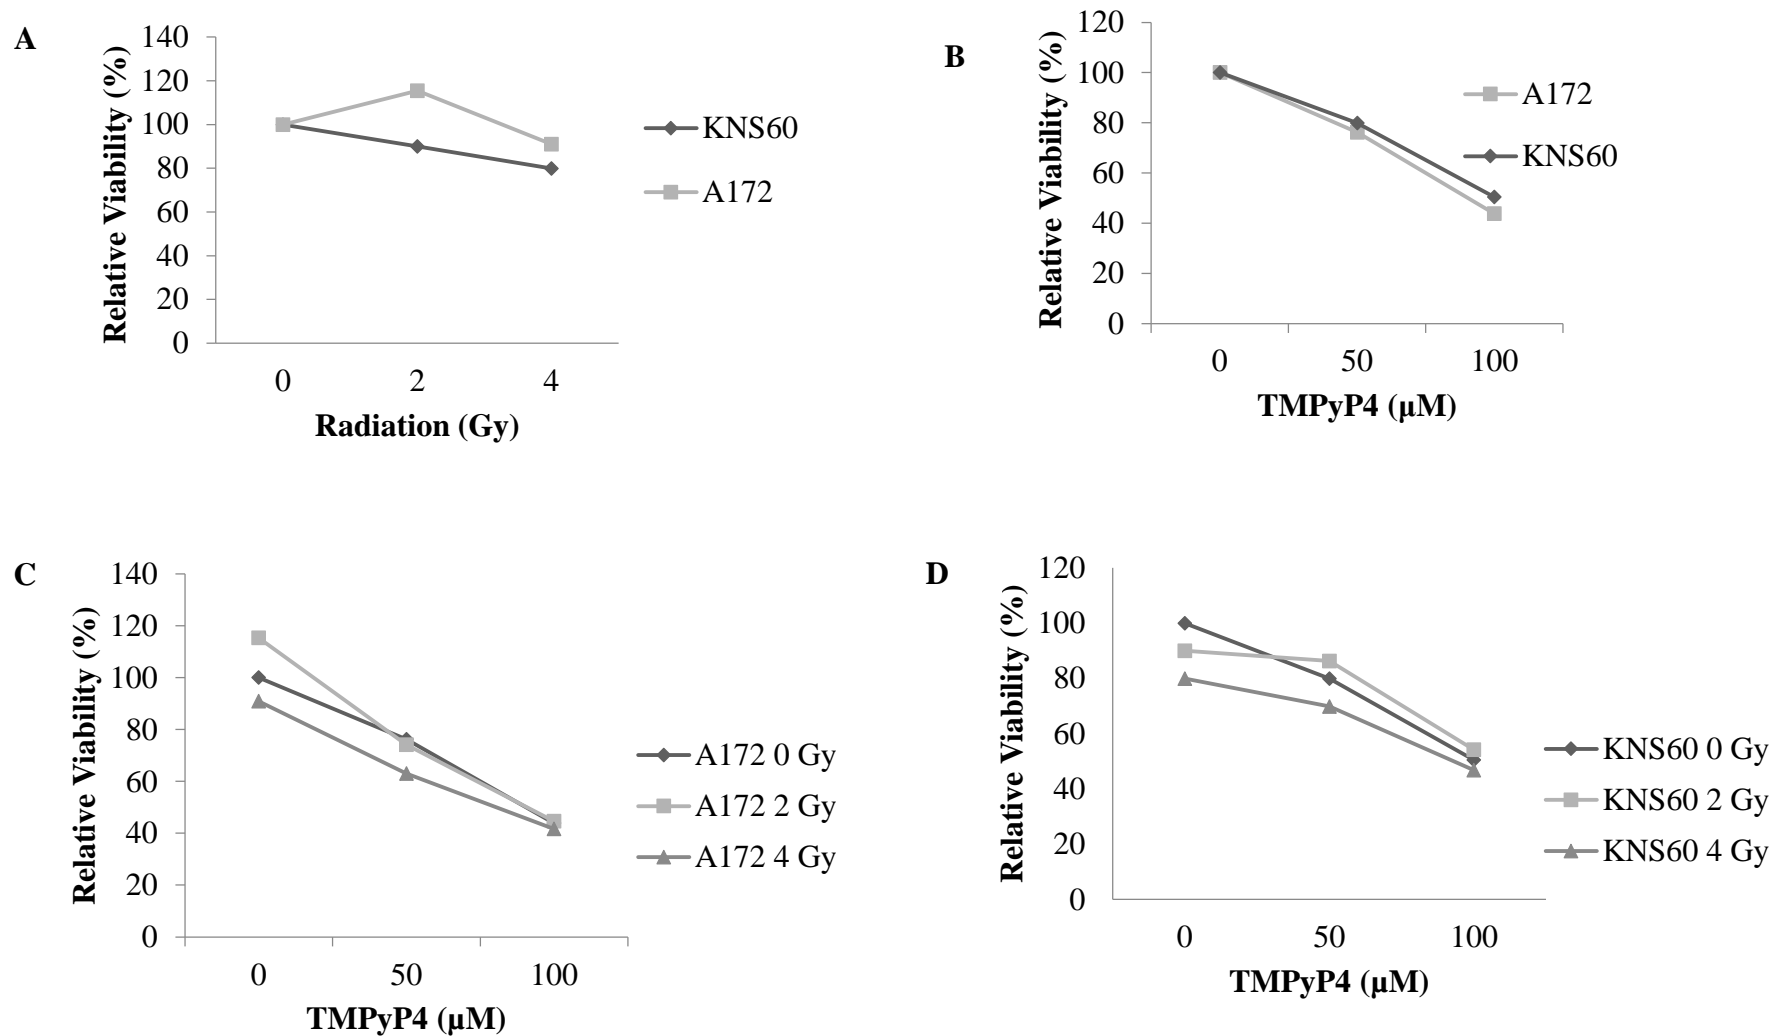 A
Relative Viability (%)
140
120
100
80
60
40
20
0
0 2 4
Radiation (Gy)
KNS60
A172
B
Relative Viability (%)
120
100
80
60
40
20
0
0 50 100
TMPyP4 (µM)
A172
KNS60
C
Relative Viability (%)
140
120
100
80
60
40
20
0
0 50 100
TMPyP4 (µM)
A172 0 Gy
A172 2 Gy
A172 4 Gy
D
Relative Viability (%)
120
100
80
60
40
20
0
0 50 100
TMPyP4 (µM)
KNS60 0 Gy
KNS60 2 Gy
KNS60 4 Gy